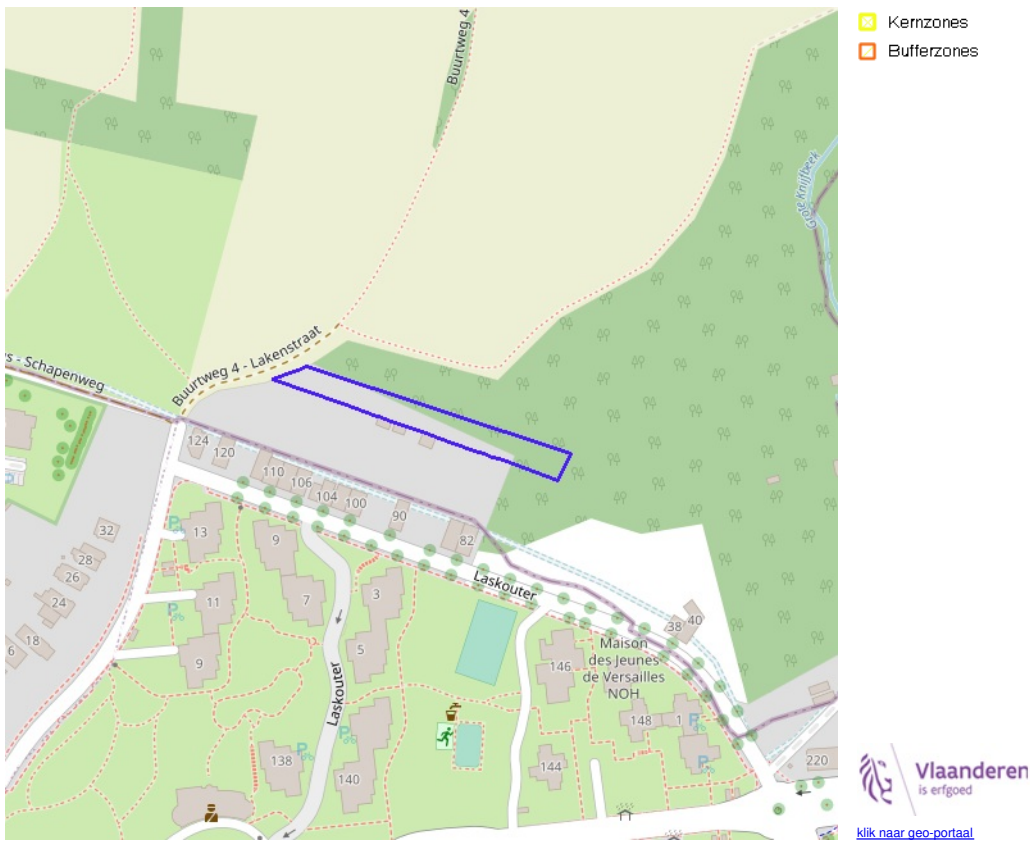 Kernzones
Bufferzones
Buurtweg 4
Grote Knijfbeek
Buurtweg 4 - Lakenstraat
s - Schapenweg
124
120
110
106
104
100
90
82
Laskouter
32
28
26
24
18
6
13
11
9
9
7
3
5
Laskouter
138
140
146
144
148
1
38
40
Maison
des Jeunes
de Versailles
NOH
220
P
P
P
P
P
P
Vlaanderen
is erfgoed
klik naar geo-portaal